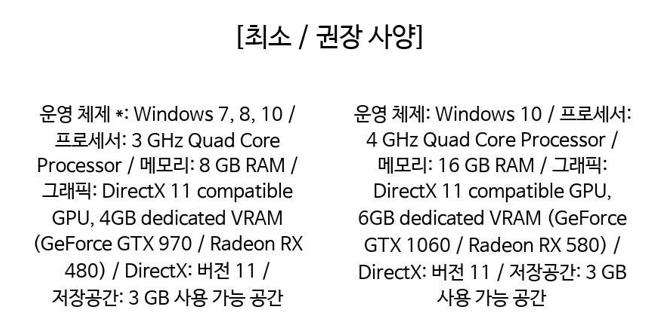 [최소 / 권장 사양]
운영 체제 *: Windows 7, 8, 10 /
프로세서: 3 GHz Quad Core
Processor / 메모리: 8 GB RAM /
그래픽: DirectX 11 compatible
GPU, 4GB dedicated VRAM
(GeForce GTX 970 / Radeon RX
480) / DirectX: 버전 11 /
저장공간: 3 GB 사용 가능 공간
운영 체제: Windows 10 / 프로세서:
4 GHz Quad Core Processor /
메모리: 16 GB RAM / 그래픽:
DirectX 11 compatible GPU,
6GB dedicated VRAM (GeForce
GTX 1060 / Radeon RX 580) /
DirectX: 버전 11 / 저장공간: 3 GB
사용 가능 공간